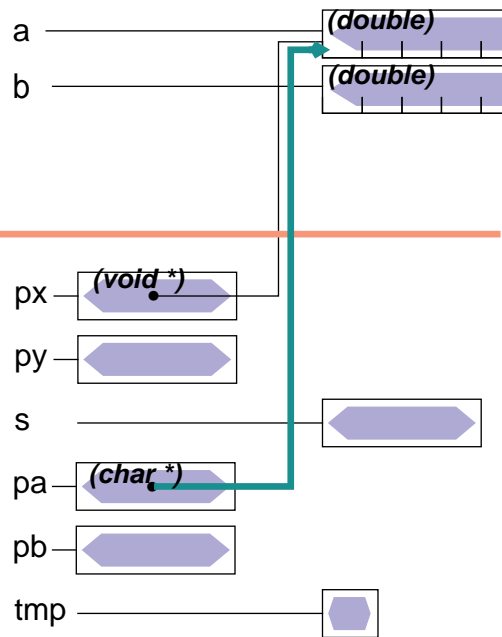 a (double)
b (double)
px (void *)
py
s
pa (char *)
pb
tmp